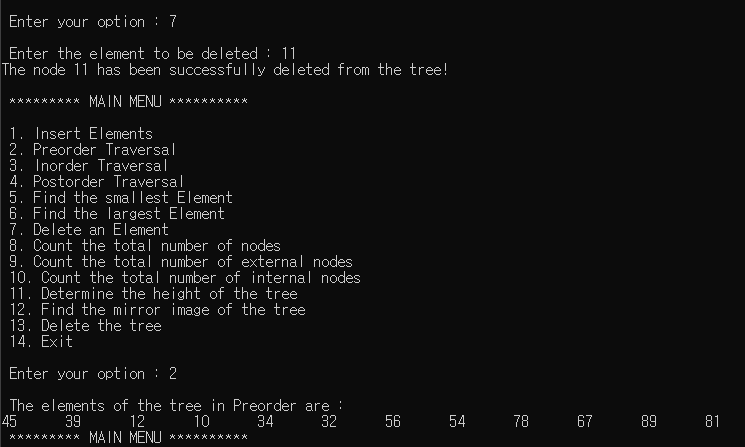 Enter your option : 7
Enter the element to be deleted : 11
The node 11 has been successfully deleted from the tree!
********* MAIN MENU **********
1. Insert Elements
2. Preorder Traversal
3. Inorder Traversal
4. Postorder Traversal
5. Find the smallest Element
6. Find the largest Element
7. Delete an Element
8. Count the total number of nodes
9. Count the total number of external nodes
10. Count the total number of internal nodes
11. Determine the height of the tree
12. Find the mirror image of the tree
13. Delete the tree
14. Exit
Enter your option : 2
The elements of the tree in Preorder are :
45 39 12 10 34 32 56 54 78 67 89 81
********* MAIN MENU **********